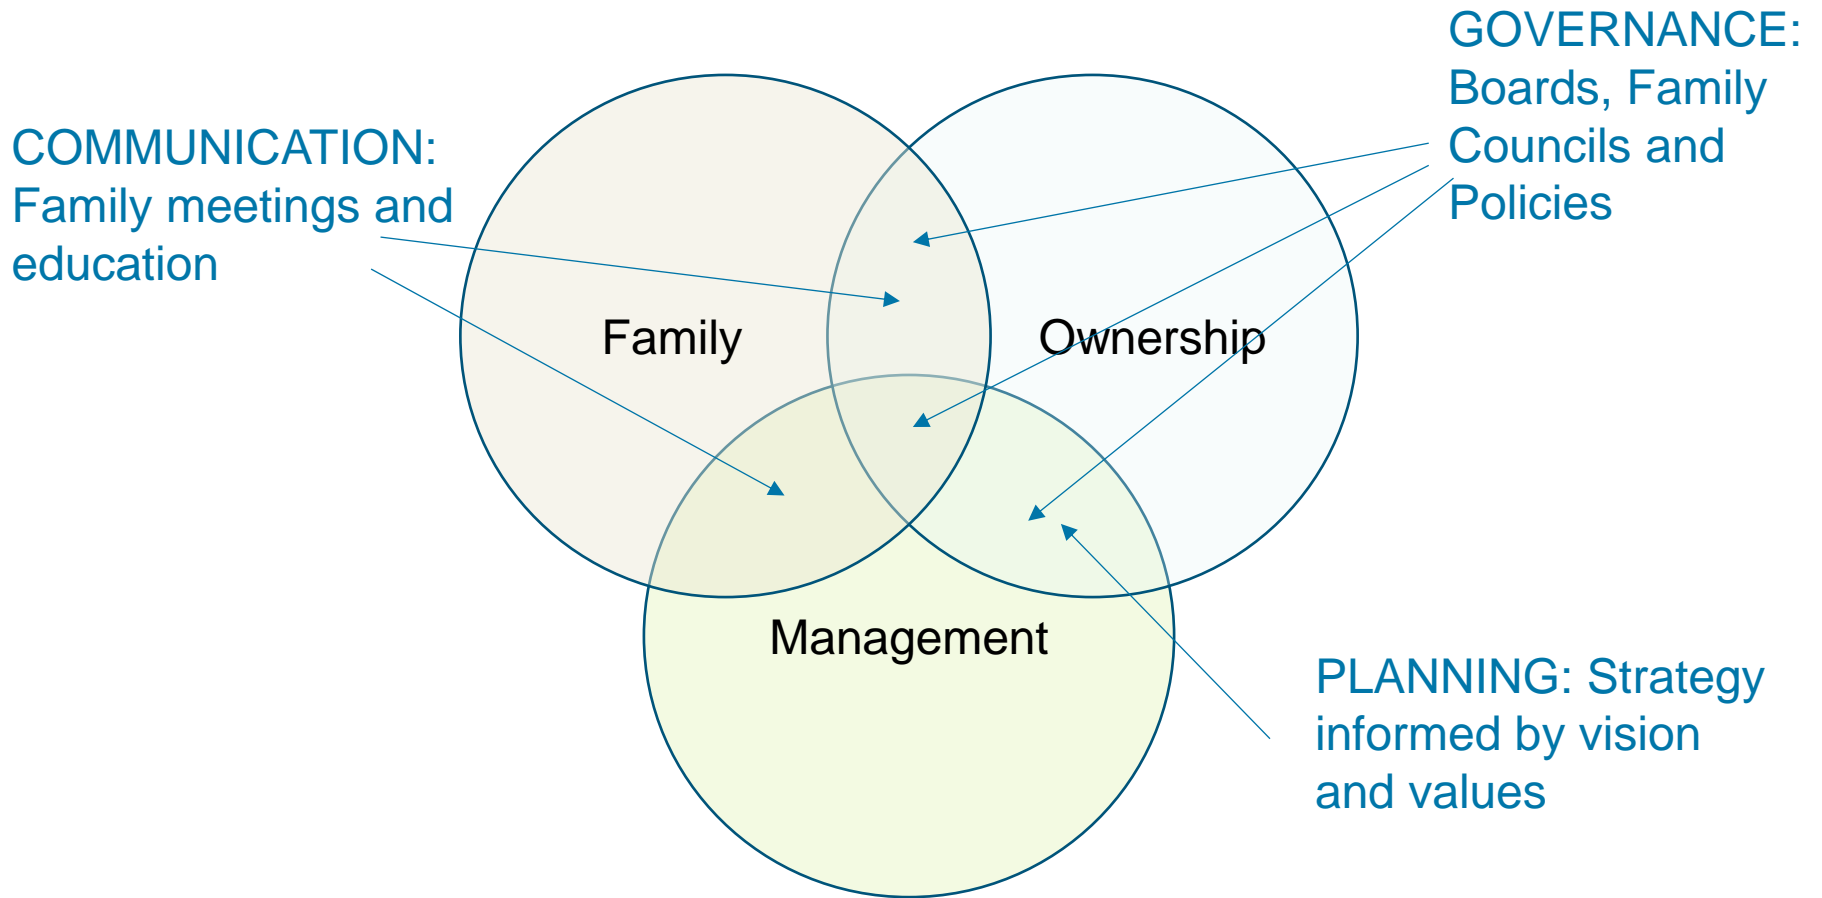 GOVERNANCE:
Boards, Family
Councils and
Policies
COMMUNICATION:
Family meetings and
education
Family
Ownership
Management
PLANNING: Strategy
informed by vision
and values